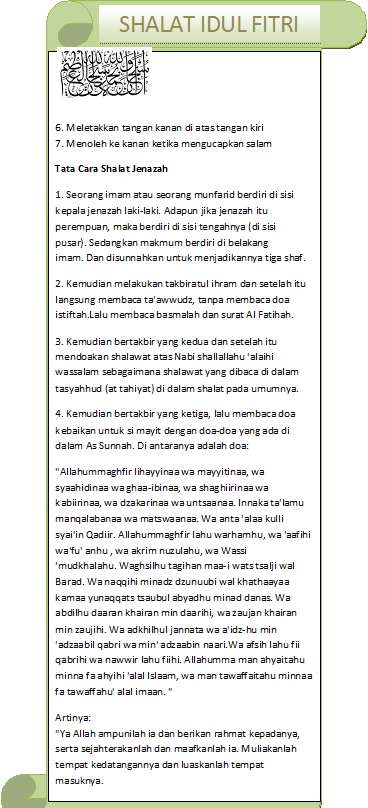 SHALAT IDUL FITRI
6. Meletakkan tangan kanan di atas tangan kiri
7. Menoleh ke kanan ketika mengucapkan salam
Tata Cara Shalat Jenazah
1. Seorang imam atau seorang munfarid berdiri di sisi
kepala jenazah laki-laki. Adapun jika jenazah itu
perempuan, maka berdiri di sisi tengahnya (di sisi
pusar). Sedangkan makmum berdiri di belakang
imam. Dan disunnahkan untuk menjadikannya tiga shaf.
2. Kemudian melakukan takbiratul ihram dan setelah itu
langsung membaca ta'awwudz, tanpa membaca doa
istiftah.Lalu membaca basmalah dan surat Al Fatihah.
3. Kemudian bertakbir yang kedua dan setelah itu
mendoakan shalawat atas Nabi shallallahu 'alaihi
wassalam sebagaimana shalawat yang dibaca di dalam
tasyahhud (at tahiyat) di dalam shalat pada umumnya.
4. Kemudian bertakbir yang ketiga, lalu membaca doa
kebaikan untuk si mayit dengan doa-doa yang ada di
dalam As Sunnah. Di antaranya adalah doa:
"Allahummaghfir lihayyinaa wa mayyitinaa, wa
syaahidinaa wa ghaa-ibinaa, wa shaghiirinaa wa
kabiirinaa, wa dzakarinaa wa untsaanaa. Innaka ta'lamu
manqalabanaa wa matswaanaa. Wa anta 'alaa kulli
syai'in Qadiir. Allahummaghfir lahu warhamhu, wa 'aafihi
wa'fu' anhu , wa akrim nuzulahu, wa Wassi
'mudkhalahu. Waghsilhu tagihan maa-i wats tsalji wal
Barad. Wa naqqihi minadz dzunuubi wal khathaayaa
kamaa yunaqqats tsaubul abyadhu minad danas. Wa
abdilhu daaran khairan min daarihi, wa zaujan khairan
min zaujihi. Wa adkhilhul jannata wa a'idz-hu min
'adzaabil qabri wa min' adzaabin naari.Wa afsih lahu fii
qabrihi wa nawwir lahu fiihi. Allahumma man ahyaitahu
minna fa ahyihi 'alal Islaam, wa man tawaffaitahu minnaa
fa tawaffahu' alal imaan. "
Artinya:
"Ya Allah ampunilah ia dan berikan rahmat kepadanya,
serta sejahterakanlah dan maafkanlah ia. Muliakanlah
tempat kedatangannya dan luaskanlah tempat
masuknya.